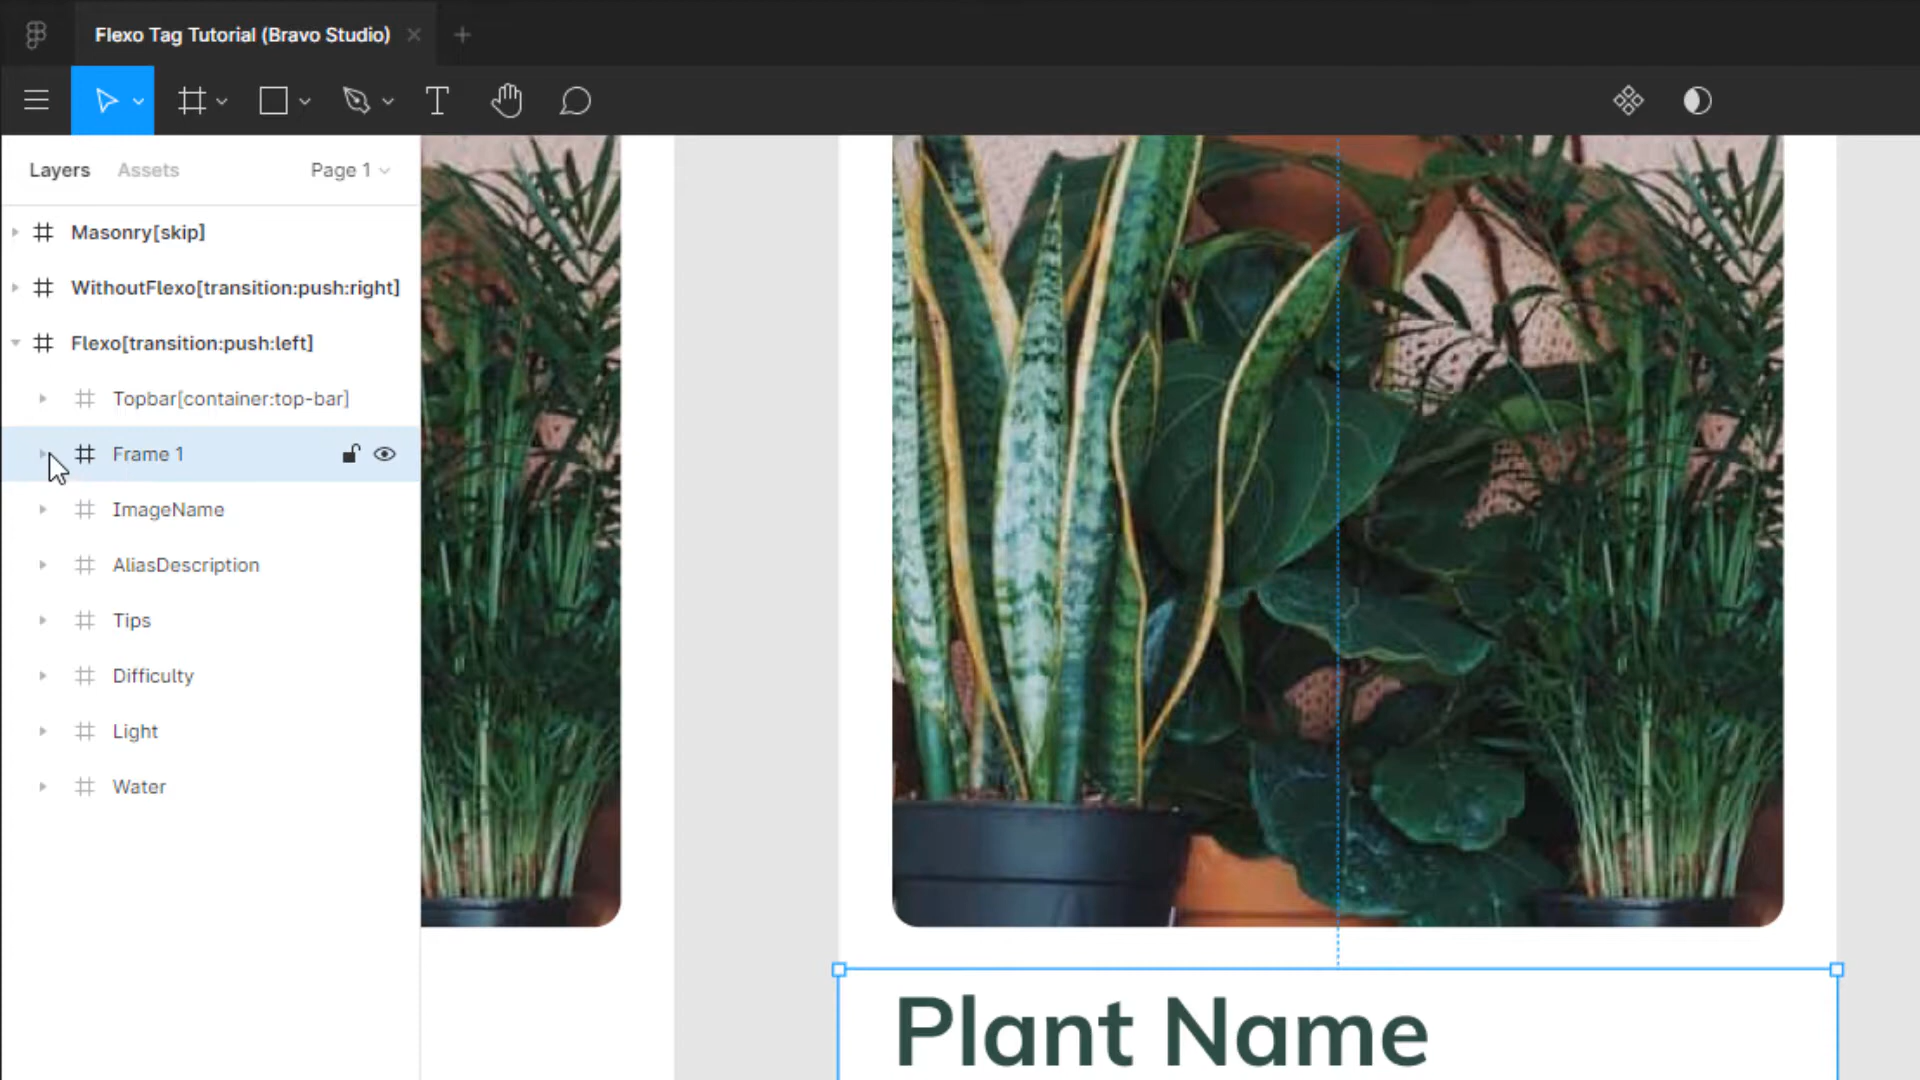 Flexo Tag Tutorial (Bravo Studio)
Layers Assets Page 1
Masonry[skip]
WithoutFlexo[transition:push:right]
Flexo[transition:push:left]
Topbar[container:top-bar]
Frame 1
ImageName
AliasDescription
Tips
Difficulty
Light
Water
Plant Name